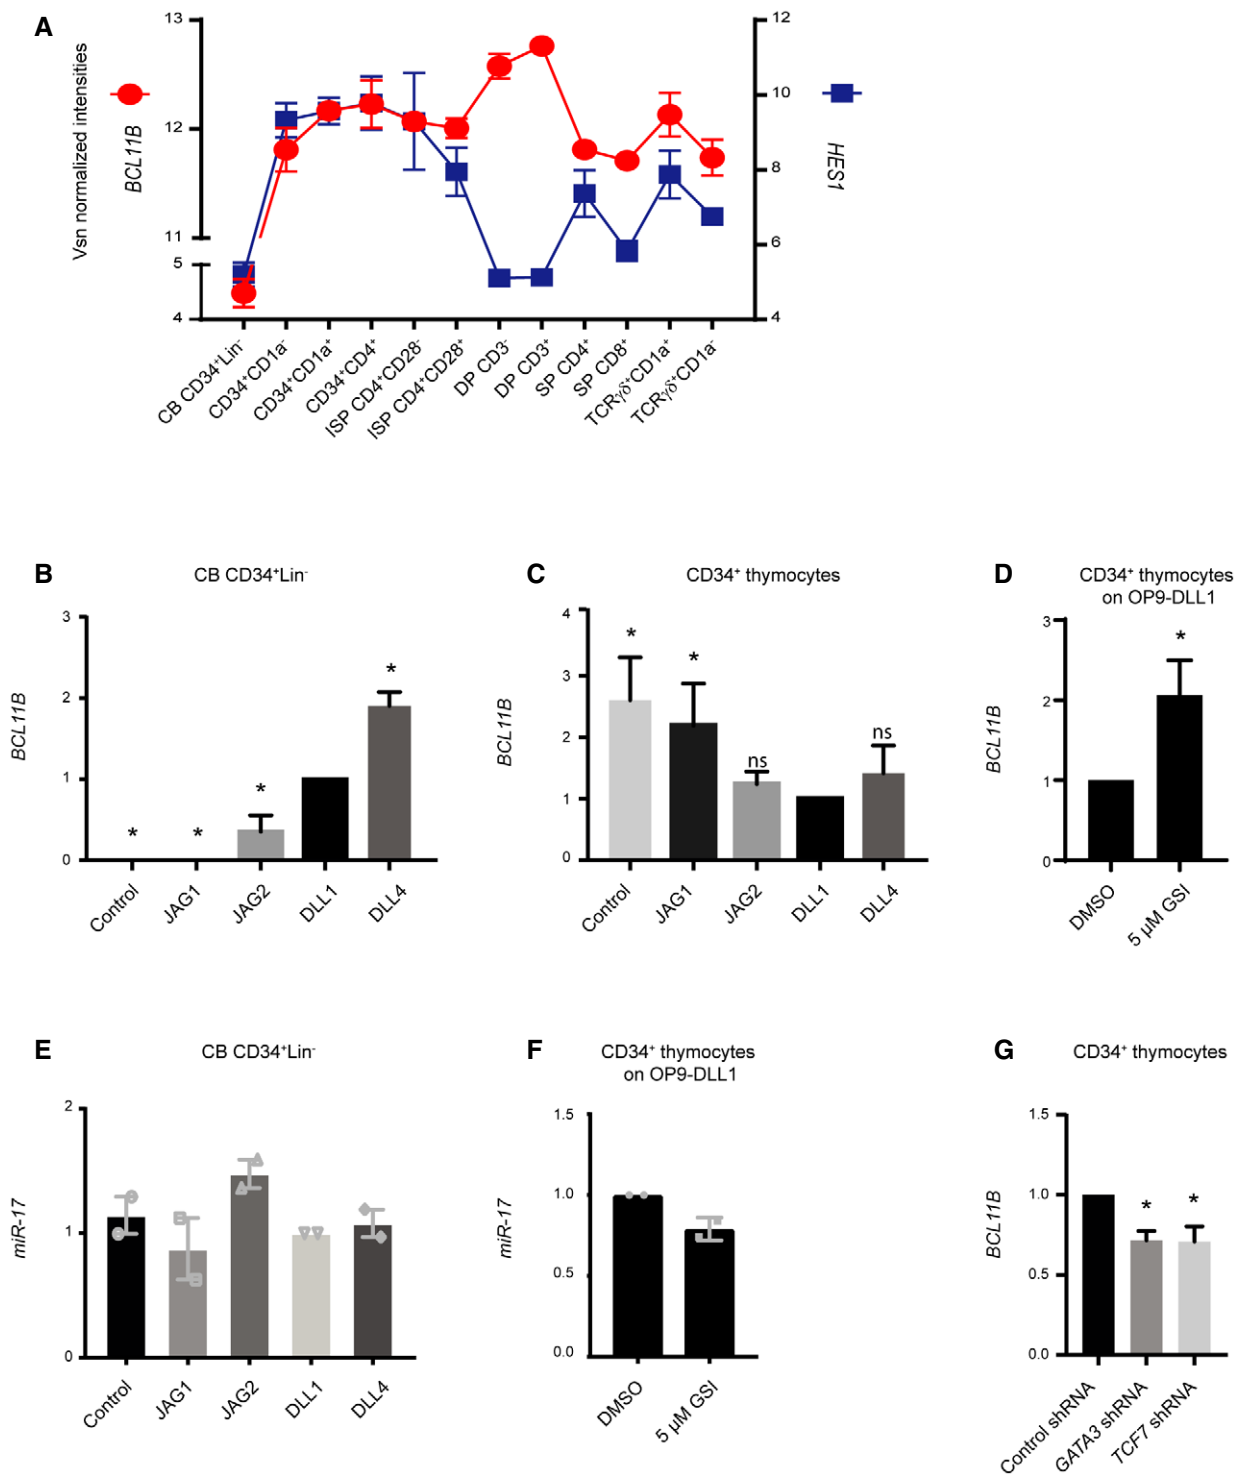 A
13
12
11
5
4
Vsn normalized intensities
BCL11B
12
10
8
6
4
HES1
CB CD34⁺Lin⁻
CD34⁺CD1a⁻
CD34⁺CD1a⁺
CD34⁺CD4⁺
ISP CD4⁺CD28⁻
ISP CD4⁺CD28⁺
DP CD3⁻
DP CD3⁺
SP CD4⁺
SP CD8⁺
TCRγδ⁺CD1a⁺
TCRγδ⁺CD1a⁻
B
CB CD34⁺Lin⁻
BCL11B
3
2
1
0
*
*
*
*
Control
JAG1
JAG2
DLL1
DLL4
C
CD34⁺ thymocytes
BCL11B
4
3
2
1
0
*
*
ns
ns
Control
JAG1
JAG2
DLL1
DLL4
D
CD34⁺ thymocytes
on OP9-DLL1
BCL11B
3
2
1
0
*
DMSO
5 µM GSI
E
CB CD34⁺Lin⁻
miR-17
2
1
0
Control
JAG1
JAG2
DLL1
DLL4
F
CD34⁺ thymocytes
on OP9-DLL1
miR-17
1.5
1.0
0.5
0.0
DMSO
5 µM GSI
G
CD34⁺ thymocytes
BCL11B
1.5
1.0
0.5
0.0
*
*
Control shRNA
GATA3 shRNA
TCF7 shRNA